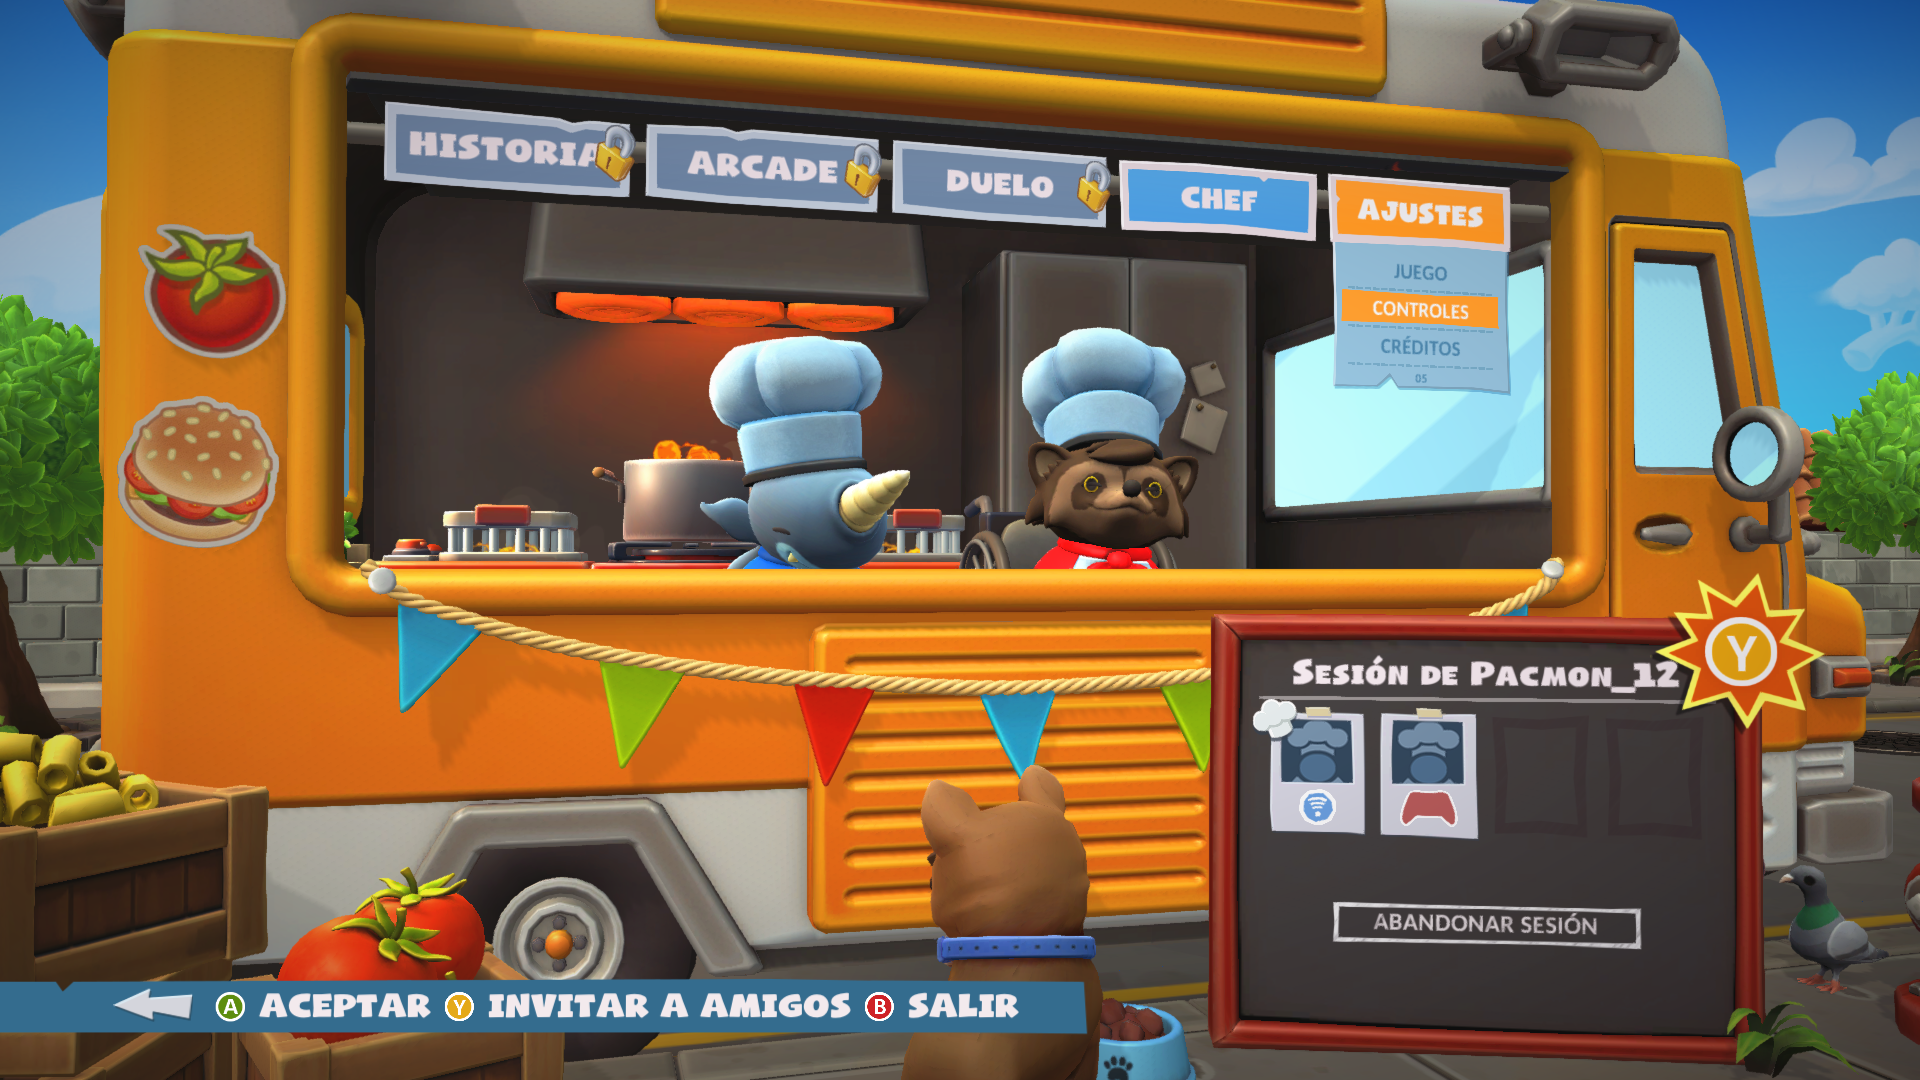 HISTORIA
ARCADE
DUELO
CHEF
AJUSTES
JUEGO
CONTROLES
CRÉDITOS
05
SESIÓN DE PACMON_12
Y
ABANDONAR SESIÓN
A ACEPTAR Y INVITAR A AMIGOS B SALIR